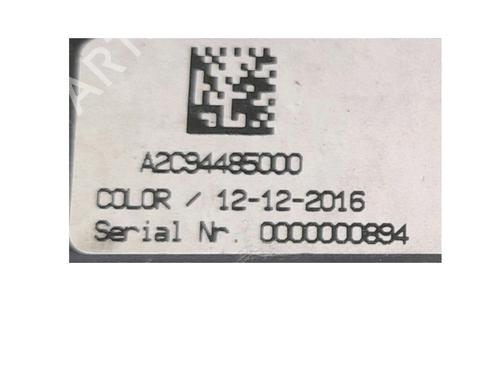 A2C94485000
COLOR / 12-12-2016
Serial Nr. 0000000894